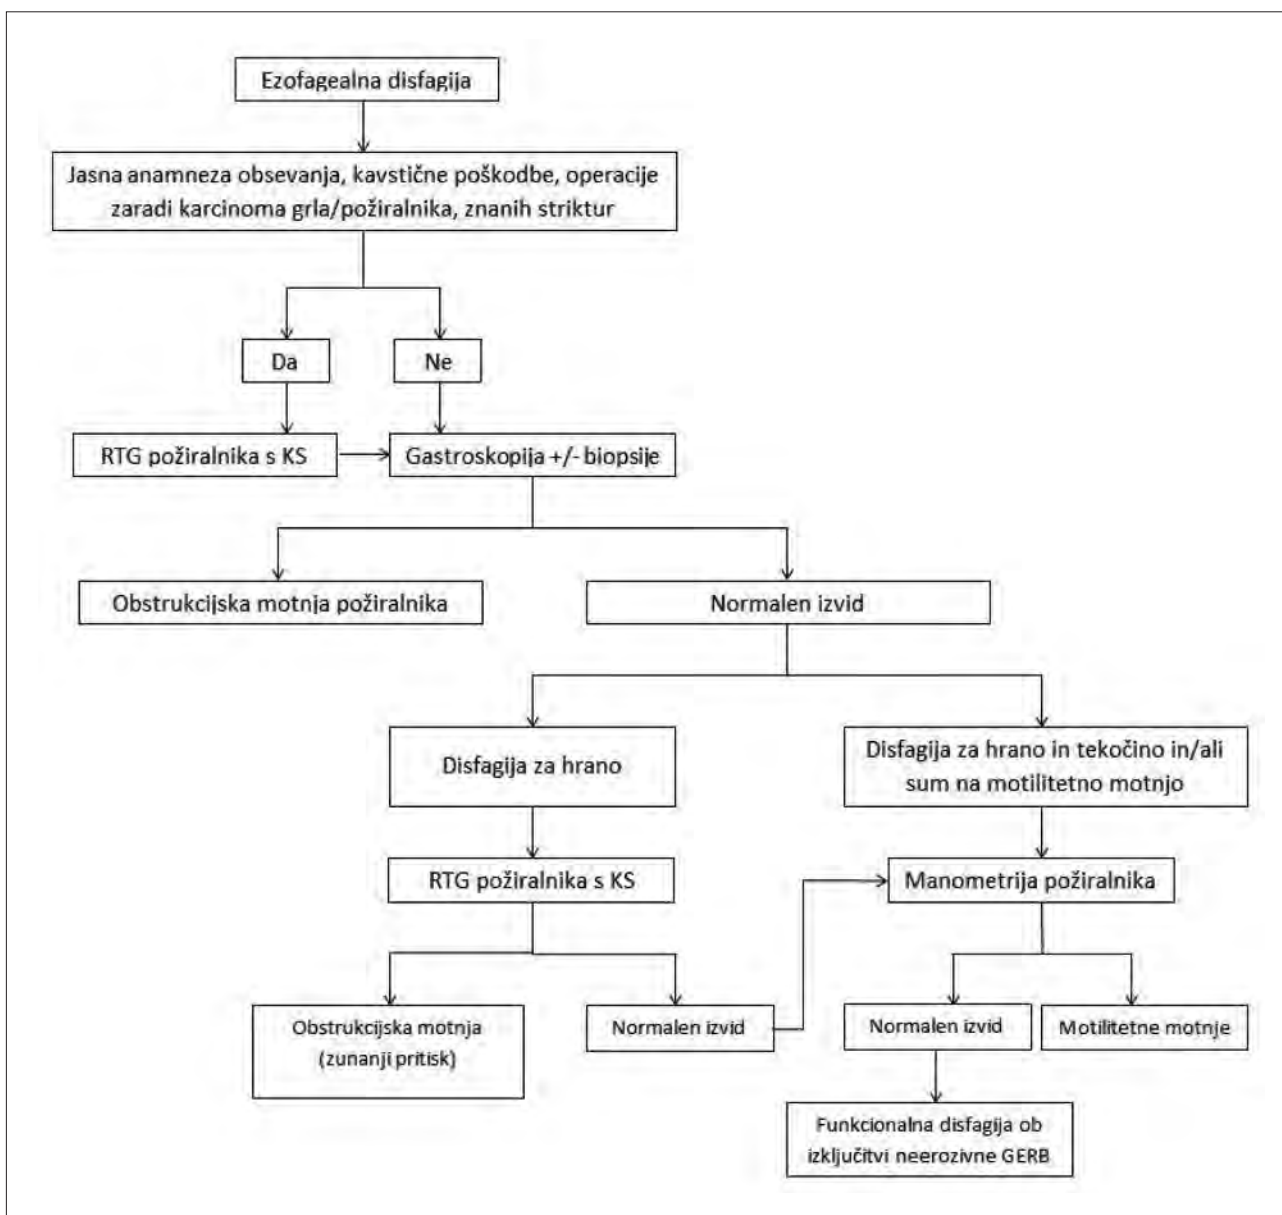 Ezofagealna disfagija
Jasna anamneza obsevanja, kavstične poškodbe, operacije
zaradi karcinoma grla/požiralnika, znanih striktur
Da
Ne
RTG požiralnika s KS
Gastroskopija +/- biopsije
Obstrukcijska motnja požiralnika
Normalen izvid
Disfagija za hrano
Disfagija za hrano in tekočino in/ali
sum na motilitetno motnjo
RTG požiralnika s KS
Manometrija požiralnika
Obstrukcijska motnja
(zunanji pritisk)
Normalen izvid
Normalen izvid
Motilitetne motnje
Funkcionalna disfagija ob
izključitvi neerozivne GERB